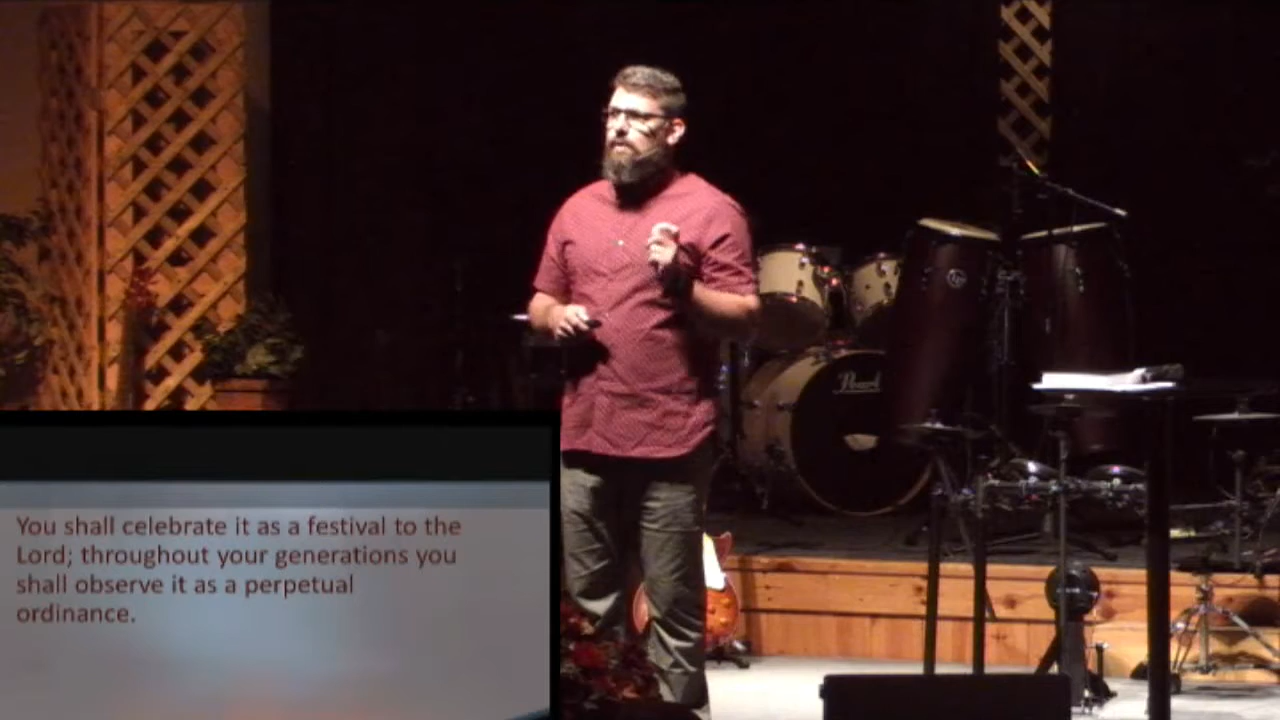 Pearl
You shall celebrate it as a festival to the
Lord; throughout your generations you
shall observe it as a perpetual
ordinance.